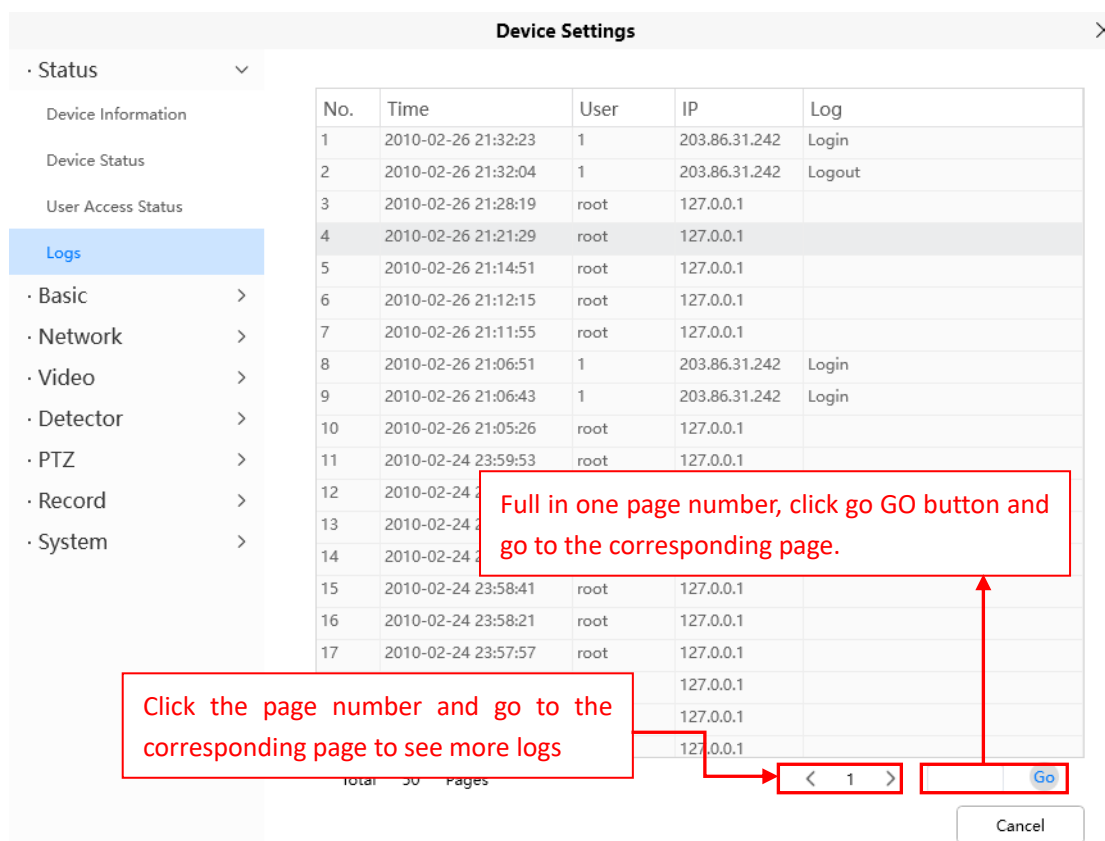 Device Settings
· Status
Device Information
Device Status
User Access Status
Logs
· Basic
· Network
· Video
· Detector
· PTZ
· Record
· System
No. Time User IP Log
1 2010-02-26 21:32:23 1 203.86.31.242 Login
2 2010-02-26 21:32:04 1 203.86.31.242 Logout
3 2010-02-26 21:28:19 root 127.0.0.1
4 2010-02-26 21:21:29 root 127.0.0.1
5 2010-02-26 21:14:51 root 127.0.0.1
6 2010-02-26 21:12:15 root 127.0.0.1
7 2010-02-26 21:11:55 root 127.0.0.1
8 2010-02-26 21:06:51 1 203.86.31.242 Login
9 2010-02-26 21:06:43 1 203.86.31.242 Login
10 2010-02-26 21:05:26 root 127.0.0.1
11 2010-02-24 23:59:53 root 127.0.0.1
12 2010-02-24
13 2010-02-24
14 2010-02-24
Full in one page number, click go GO button and
go to the corresponding page.
15 2010-02-24 23:58:41 root 127.0.0.1
16 2010-02-24 23:58:21 root 127.0.0.1
17 2010-02-24 23:57:57 root 127.0.0.1
127.0.0.1
127.0.0.1
127.0.0.1
Click the page number and go to the
corresponding page to see more logs
Total 50 Pages
1
Go
Cancel